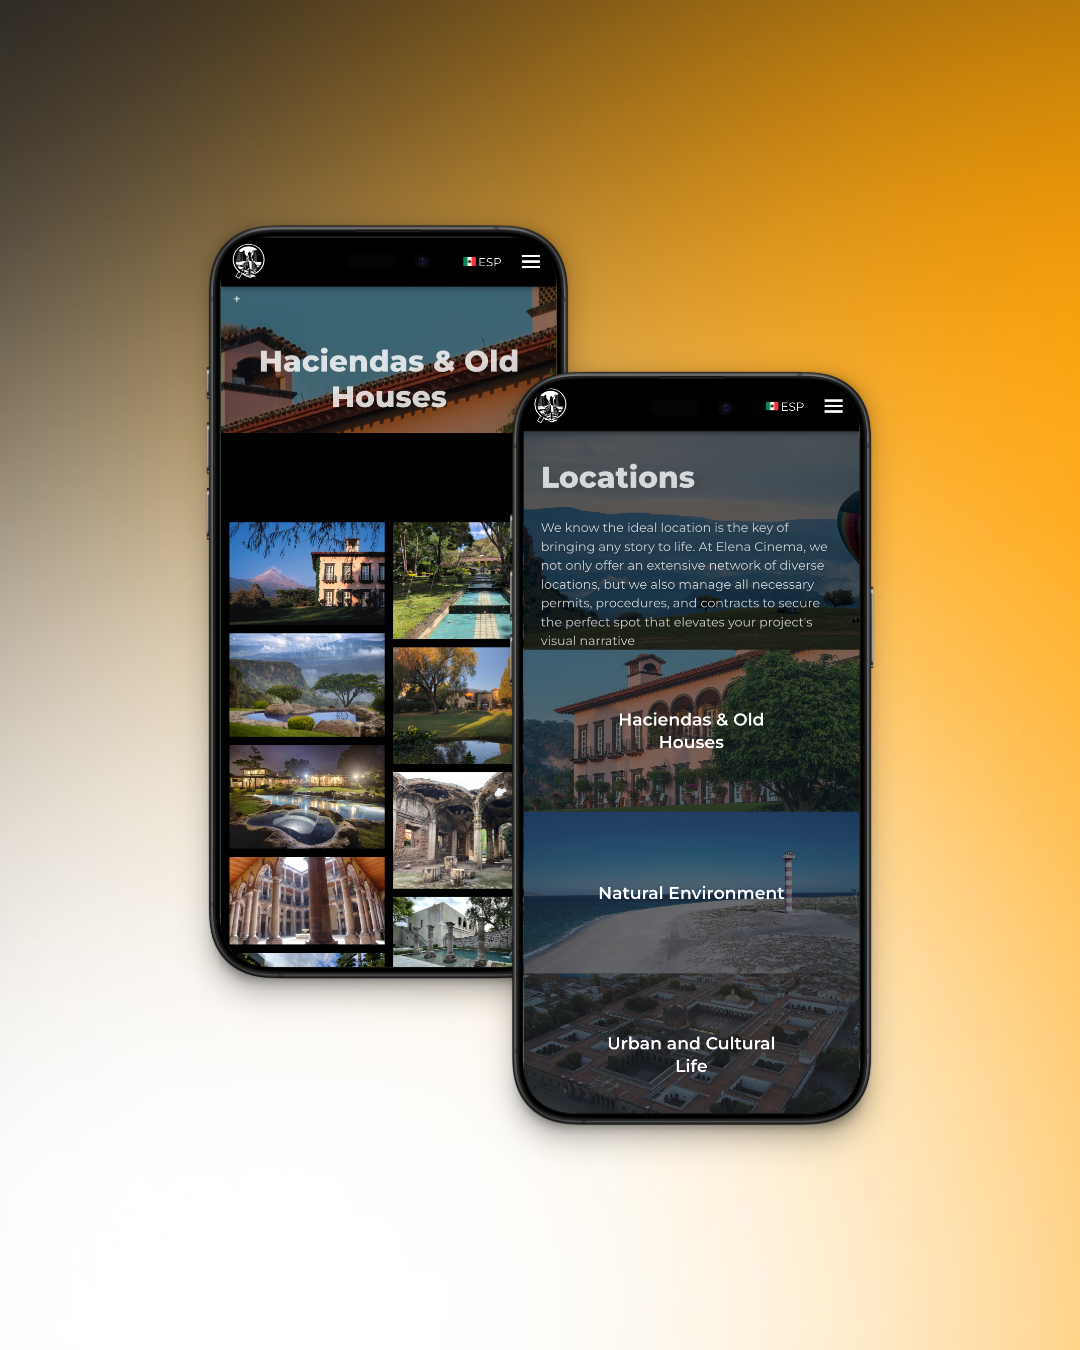 ESP
+
Haciendas & Old
Houses
ESP
Locations
We know the ideal location is the key of
bringing any story to life. At Elena Cinema, we
not only offer an extensive network of diverse
locations, but we also manage all necessary
permits, procedures, and contracts to secure
the perfect spot that elevates your project's
visual narrative
Haciendas & Old
Houses
Natural Environment
Urban and Cultural
Life